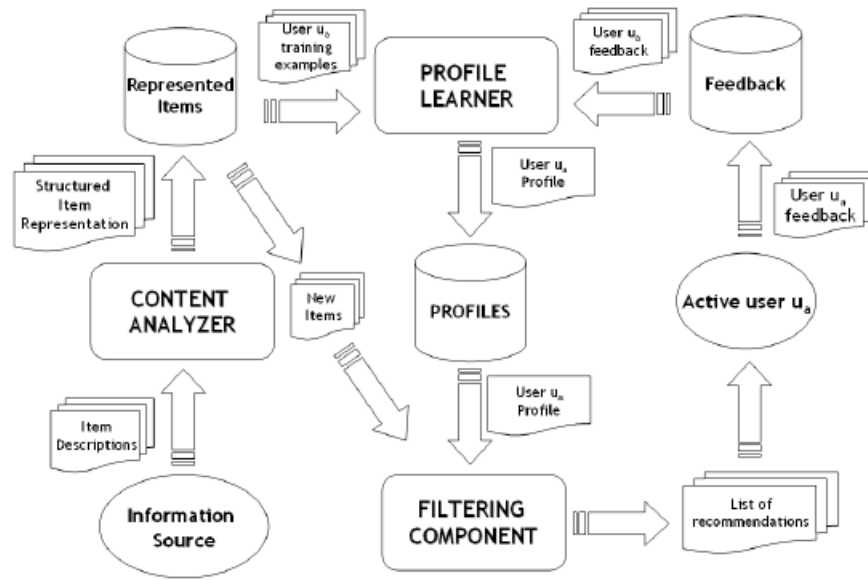 User uₐ
training
examples
User uₐ
feedback
Represented
Items
PROFILE
LEARNER
Feedback
Structured
Item
Representation
User uₐ
Profile
User uₐ
feedback
CONTENT
ANALYZER
New
Items
PROFILES
Active user uₐ
Item
Descriptions
User uₐ
Profile
Information
Source
FILTERING
COMPONENT
List of
recommendations